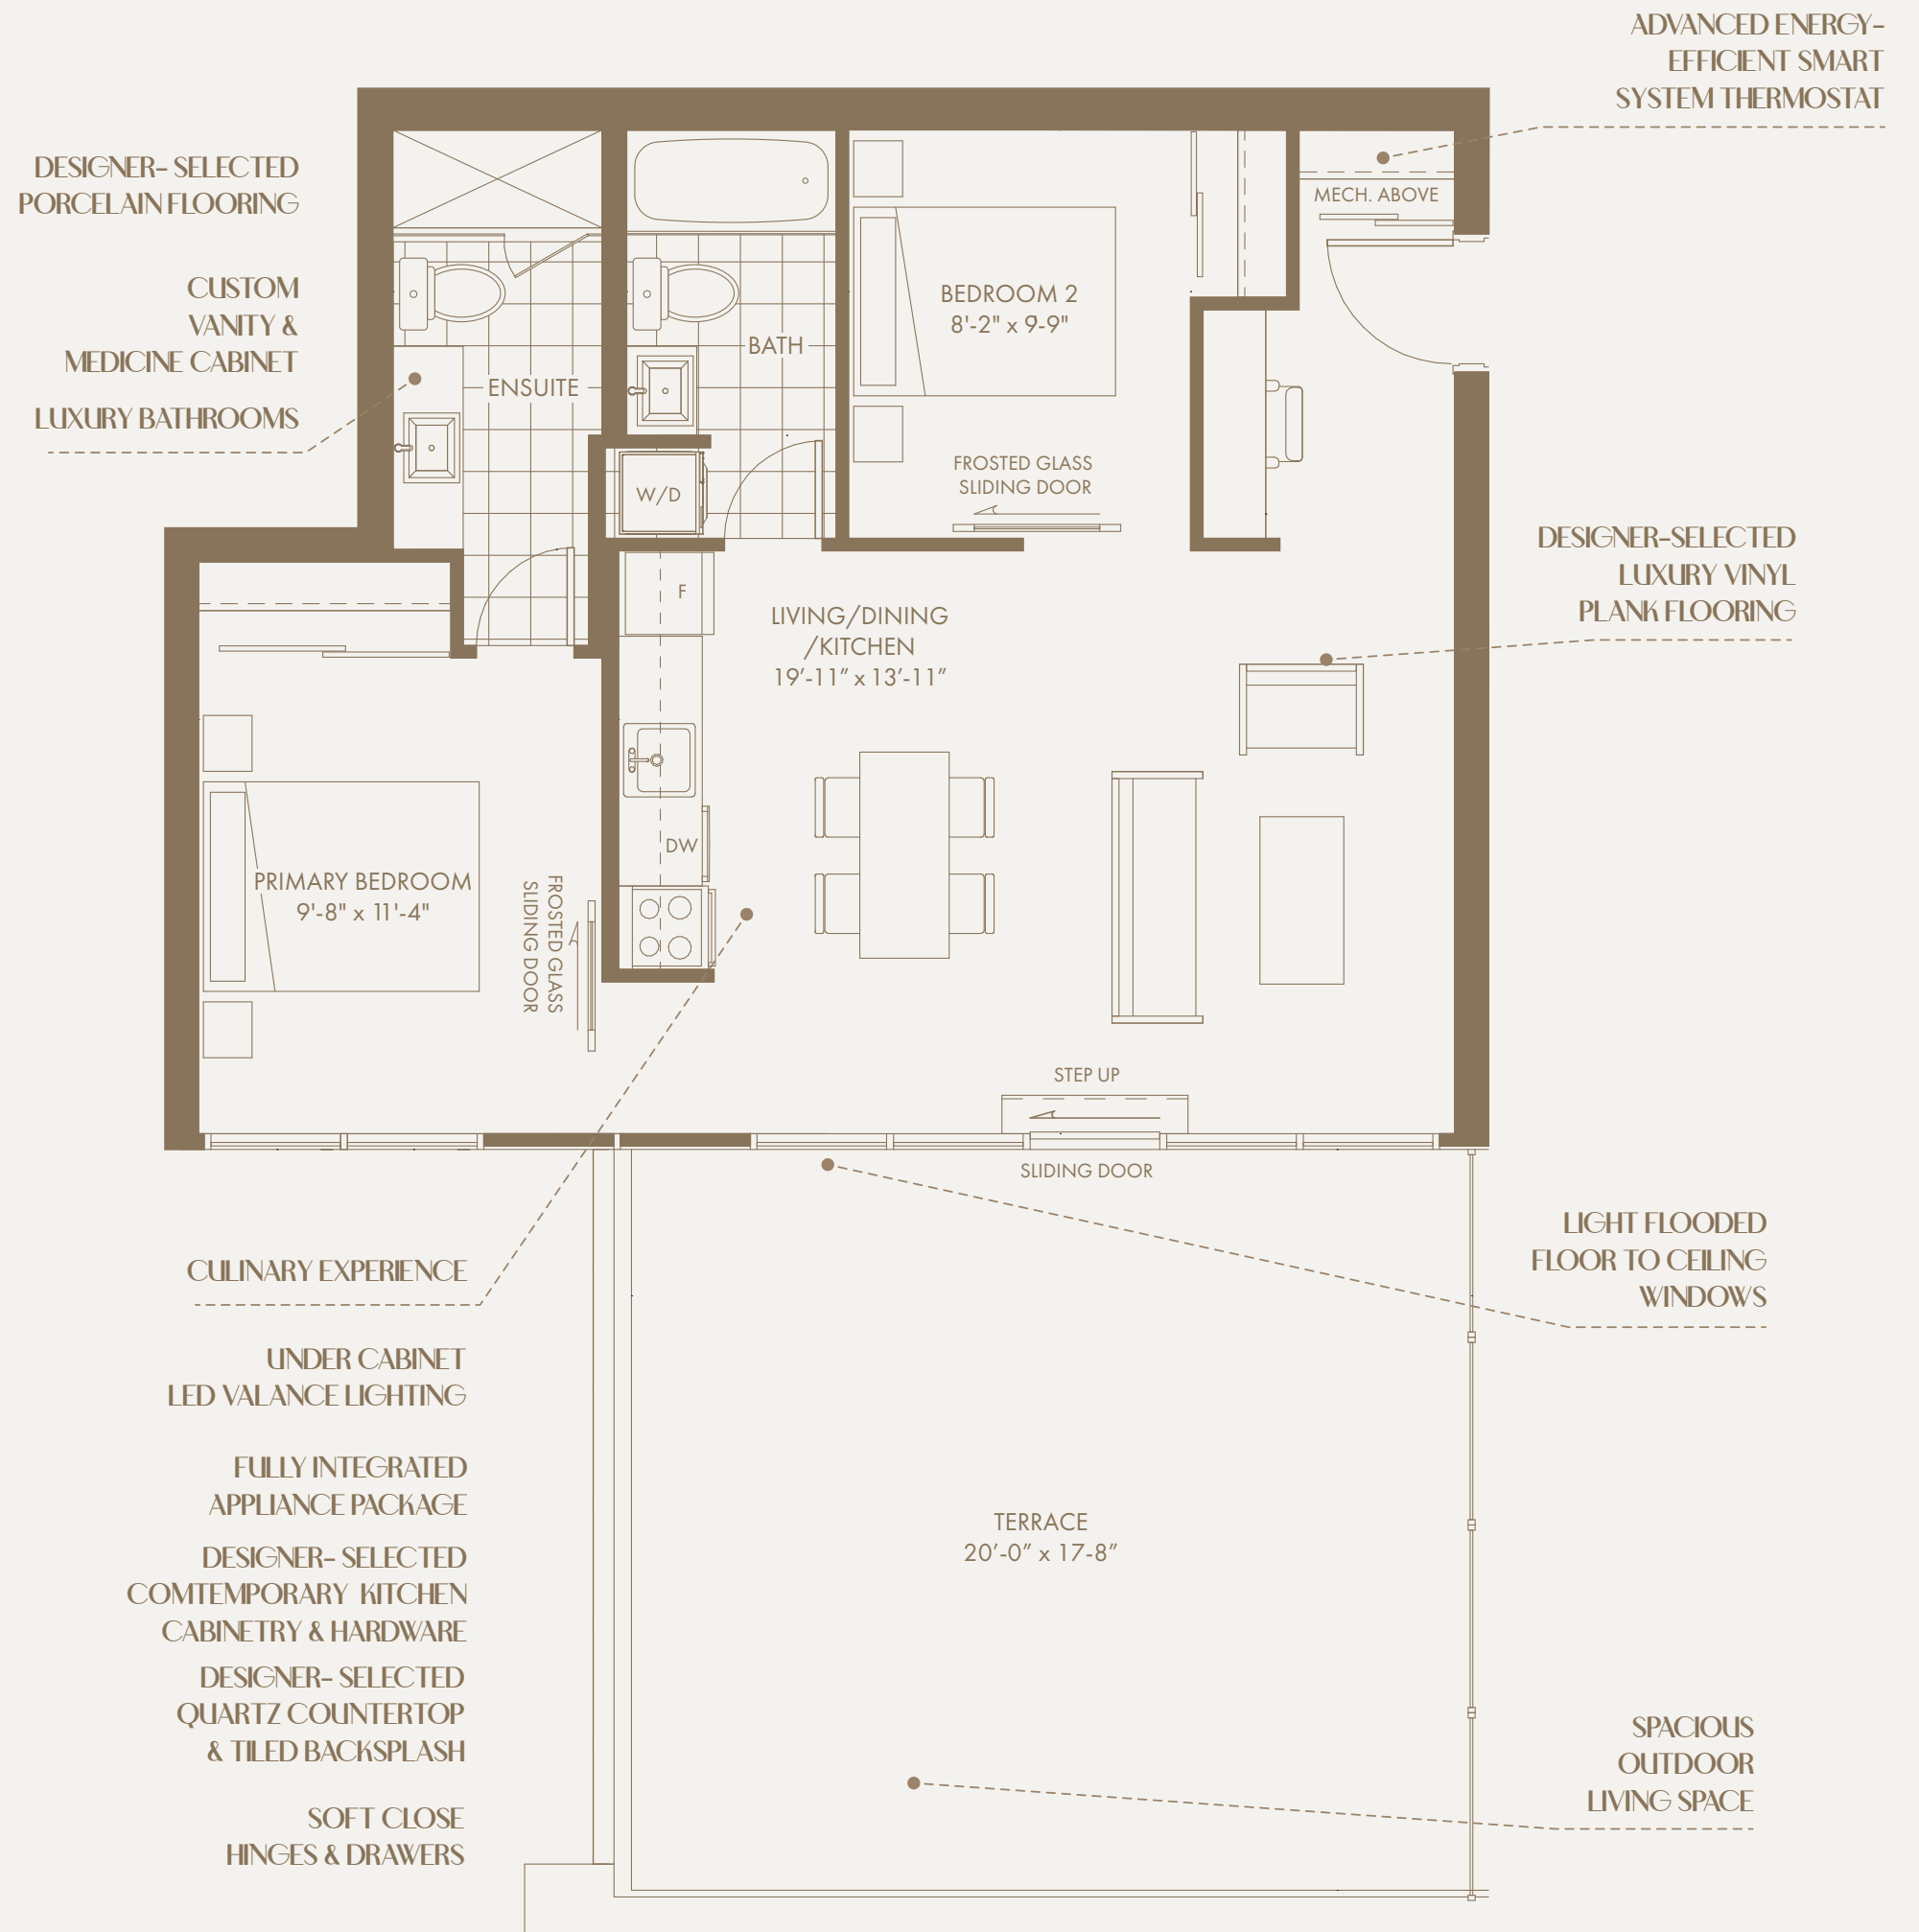 ADVANCED ENERGY-
EFFICIENT SMART
SYSTEM THERMOSTAT
DESIGNER- SELECTED
PORCELAIN FLOORING
CUSTOM
VANITY &
MEDICINE CABINET
LUXURY BATHROOMS
MECH. ABOVE
BEDROOM 2
8'-2" x 9'-9"
BATH
ENSUITE
FROSTED GLASS
SLIDING DOOR
W/D
F
LIVING/DINING
/KITCHEN
19'-11" x 13'-11"
DESIGNER-SELECTED
LUXURY VINYL
PLANK FLOORING
DW
PRIMARY BEDROOM
9'-8" x 11'-4"
FROSTED GLASS
SLIDING DOOR
STEP UP
SLIDING DOOR
LIGHT FLOODED
FLOOR TO CEILING
WINDOWS
CULINARY EXPERIENCE
UNDER CABINET
LED VALANCE LIGHTING
FULLY INTEGRATED
APPLIANCE PACKAGE
DESIGNER- SELECTED
COMTEMPORARY KITCHEN
CABINETRY & HARDWARE
DESIGNER- SELECTED
QUARTZ COUNTERTOP
& TILED BACKSPLASH
SOFT CLOSE
HINGES & DRAWERS
TERRACE
20'-0" x 17-8"
SPACIOUS
OUTDOOR
LIVING SPACE